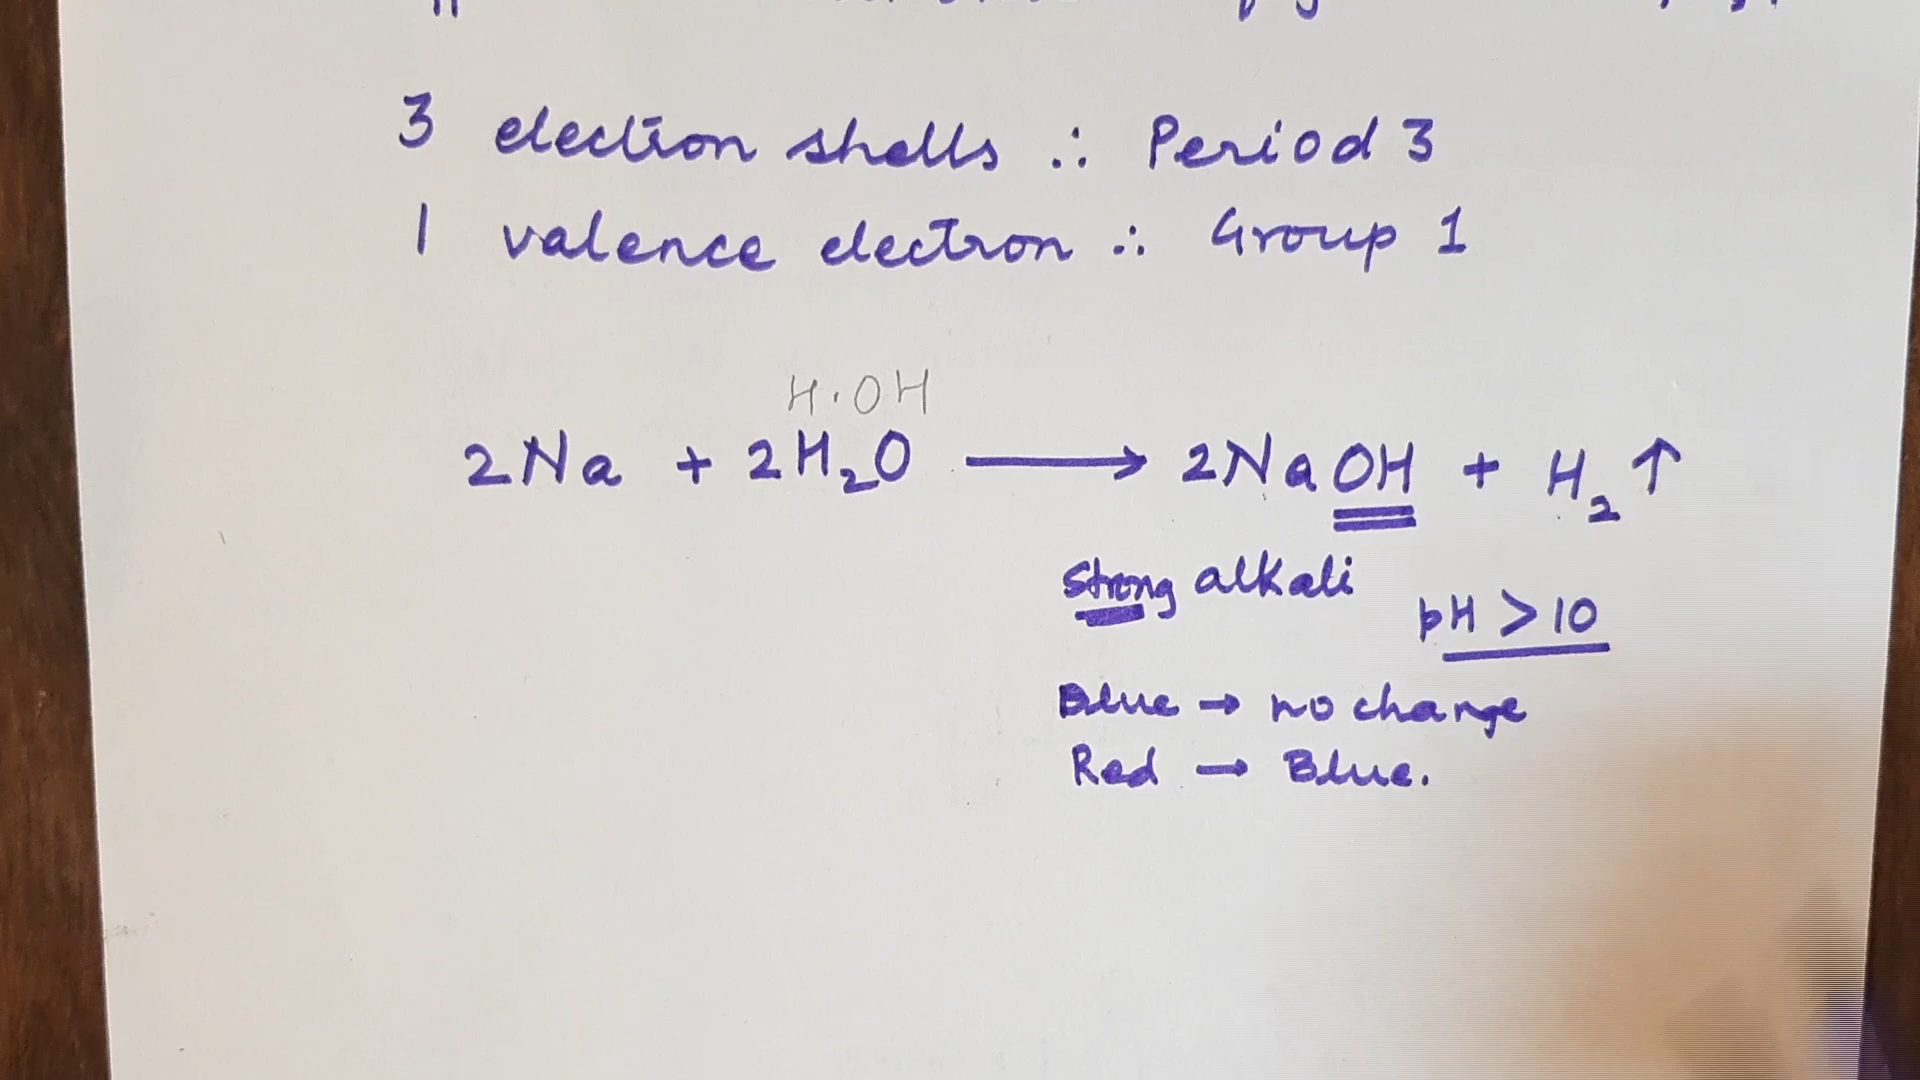 3 electron shells ∴ Period 3
1 valence electron ∴ Group 1
H.OH
2Na + 2H₂O ⟶ 2NaOH + H₂↑
Strong alkali
pH > 10
Blue → no change
Red → Blue.